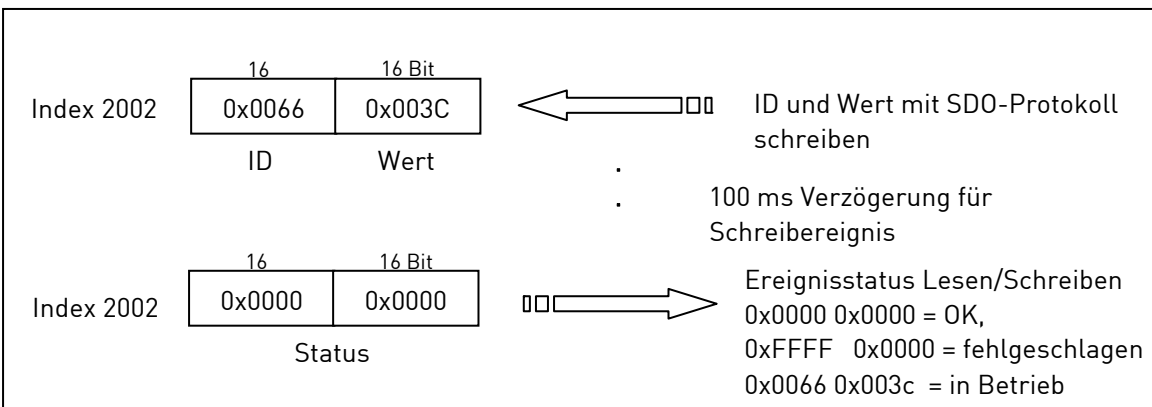 16 16 Bit
Index 2002 0x0066 0x003C
ID Wert
ID und Wert mit SDO-Protokoll
schreiben
.
.
100 ms Verzögerung für
Schreibereignis
16 16 Bit
Index 2002 0x0000 0x0000
Status
Ereignisstatus Lesen/Schreiben
0x0000 0x0000 = OK,
0xFFFF 0x0000 = fehlgeschlagen
0x0066 0x003c = in Betrieb